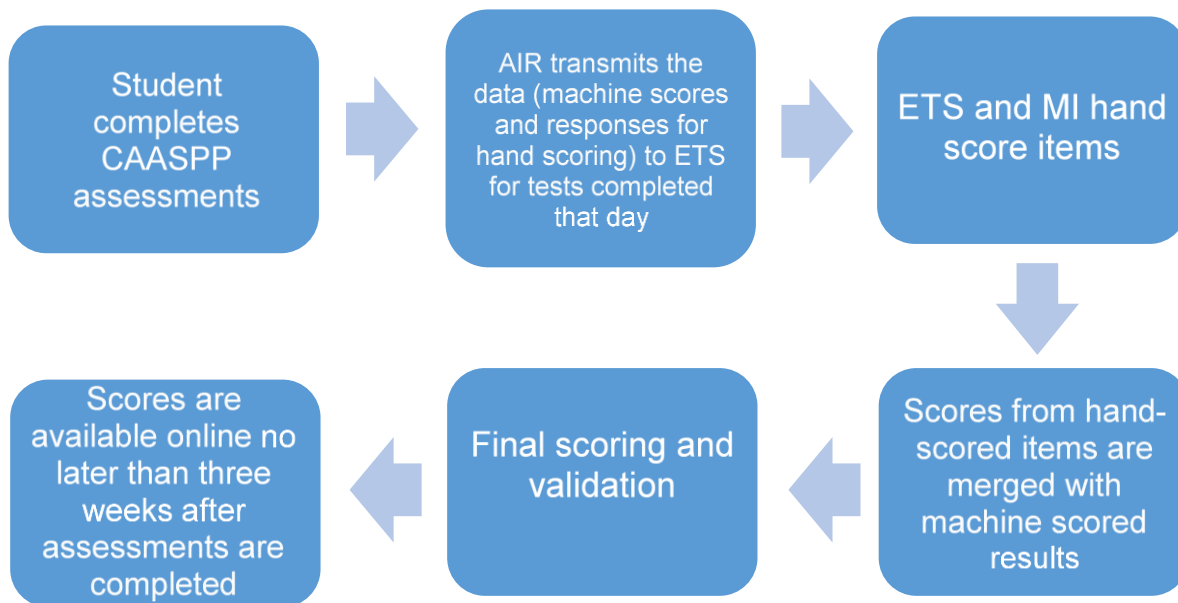 Student
completes
CAASPP
assessments
AIR transmits the
data (machine scores
and responses for
hand scoring) to ETS
for tests completed
that day
ETS and MI hand
score items
Scores from hand-
scored items are
merged with
machine scored
results
Final scoring and
validation
Scores are
available online no
later than three
weeks after
assessments are
completed